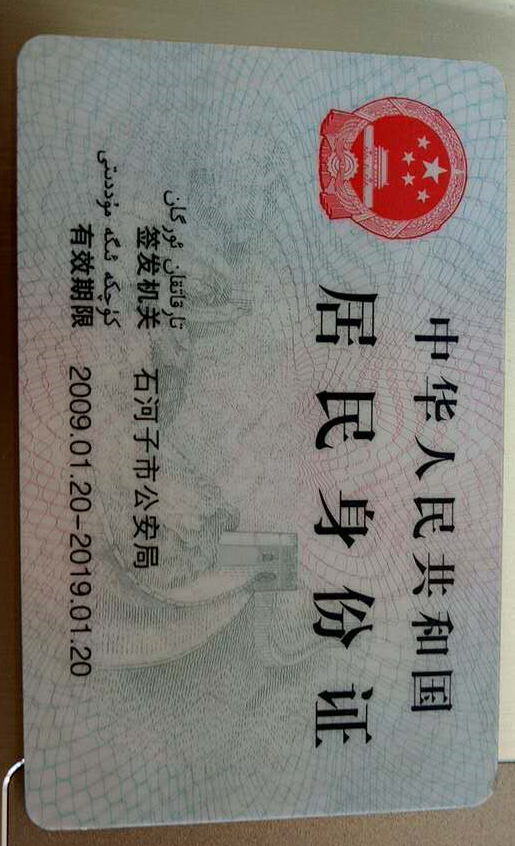 中华人民共和国
居民身份证
تارقاتقان ئورگان
签发机关 石河子市公安局
كۈچكە ئىگە مۇددىتى
有效期限 2009.01.20-2019.01.20